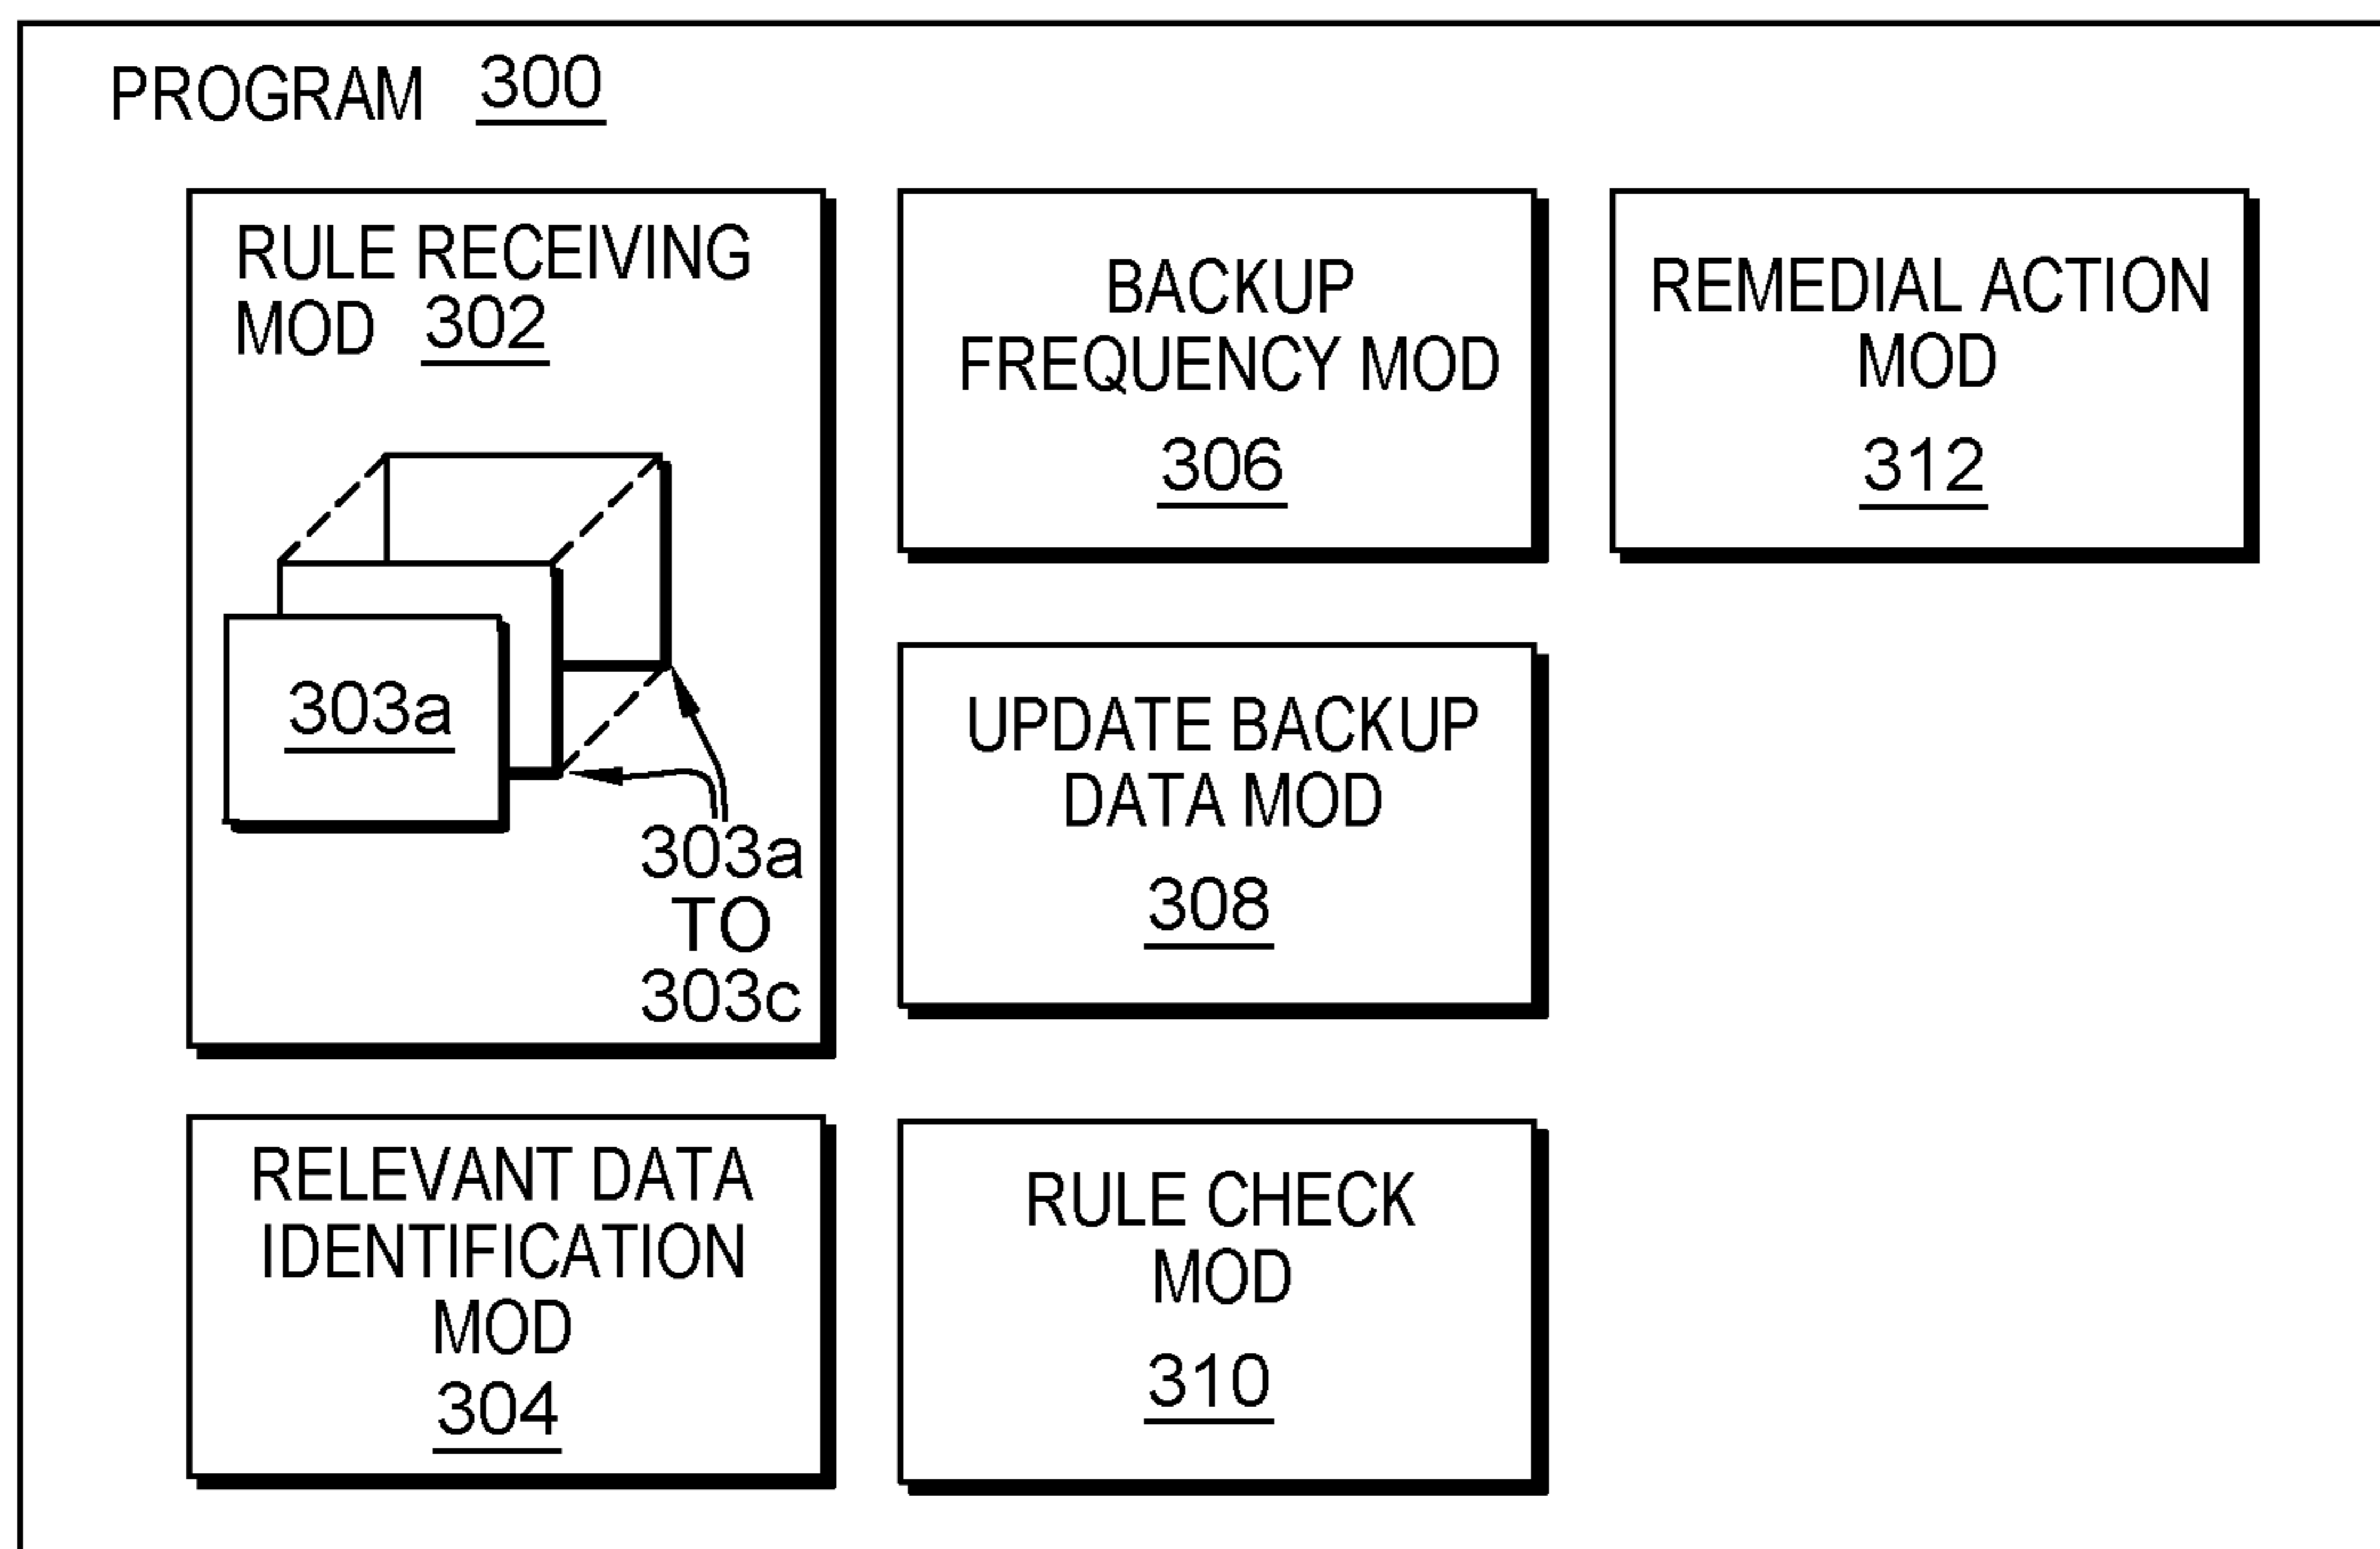 PROGRAM 300
RULE RECEIVING
MOD 302
303a
303a
TO
303c
RELEVANT DATA
IDENTIFICATION
MOD
304
BACKUP
FREQUENCY MOD
306
UPDATE BACKUP
DATA MOD
308
RULE CHECK
MOD
310
REMEDIAL ACTION
MOD
312